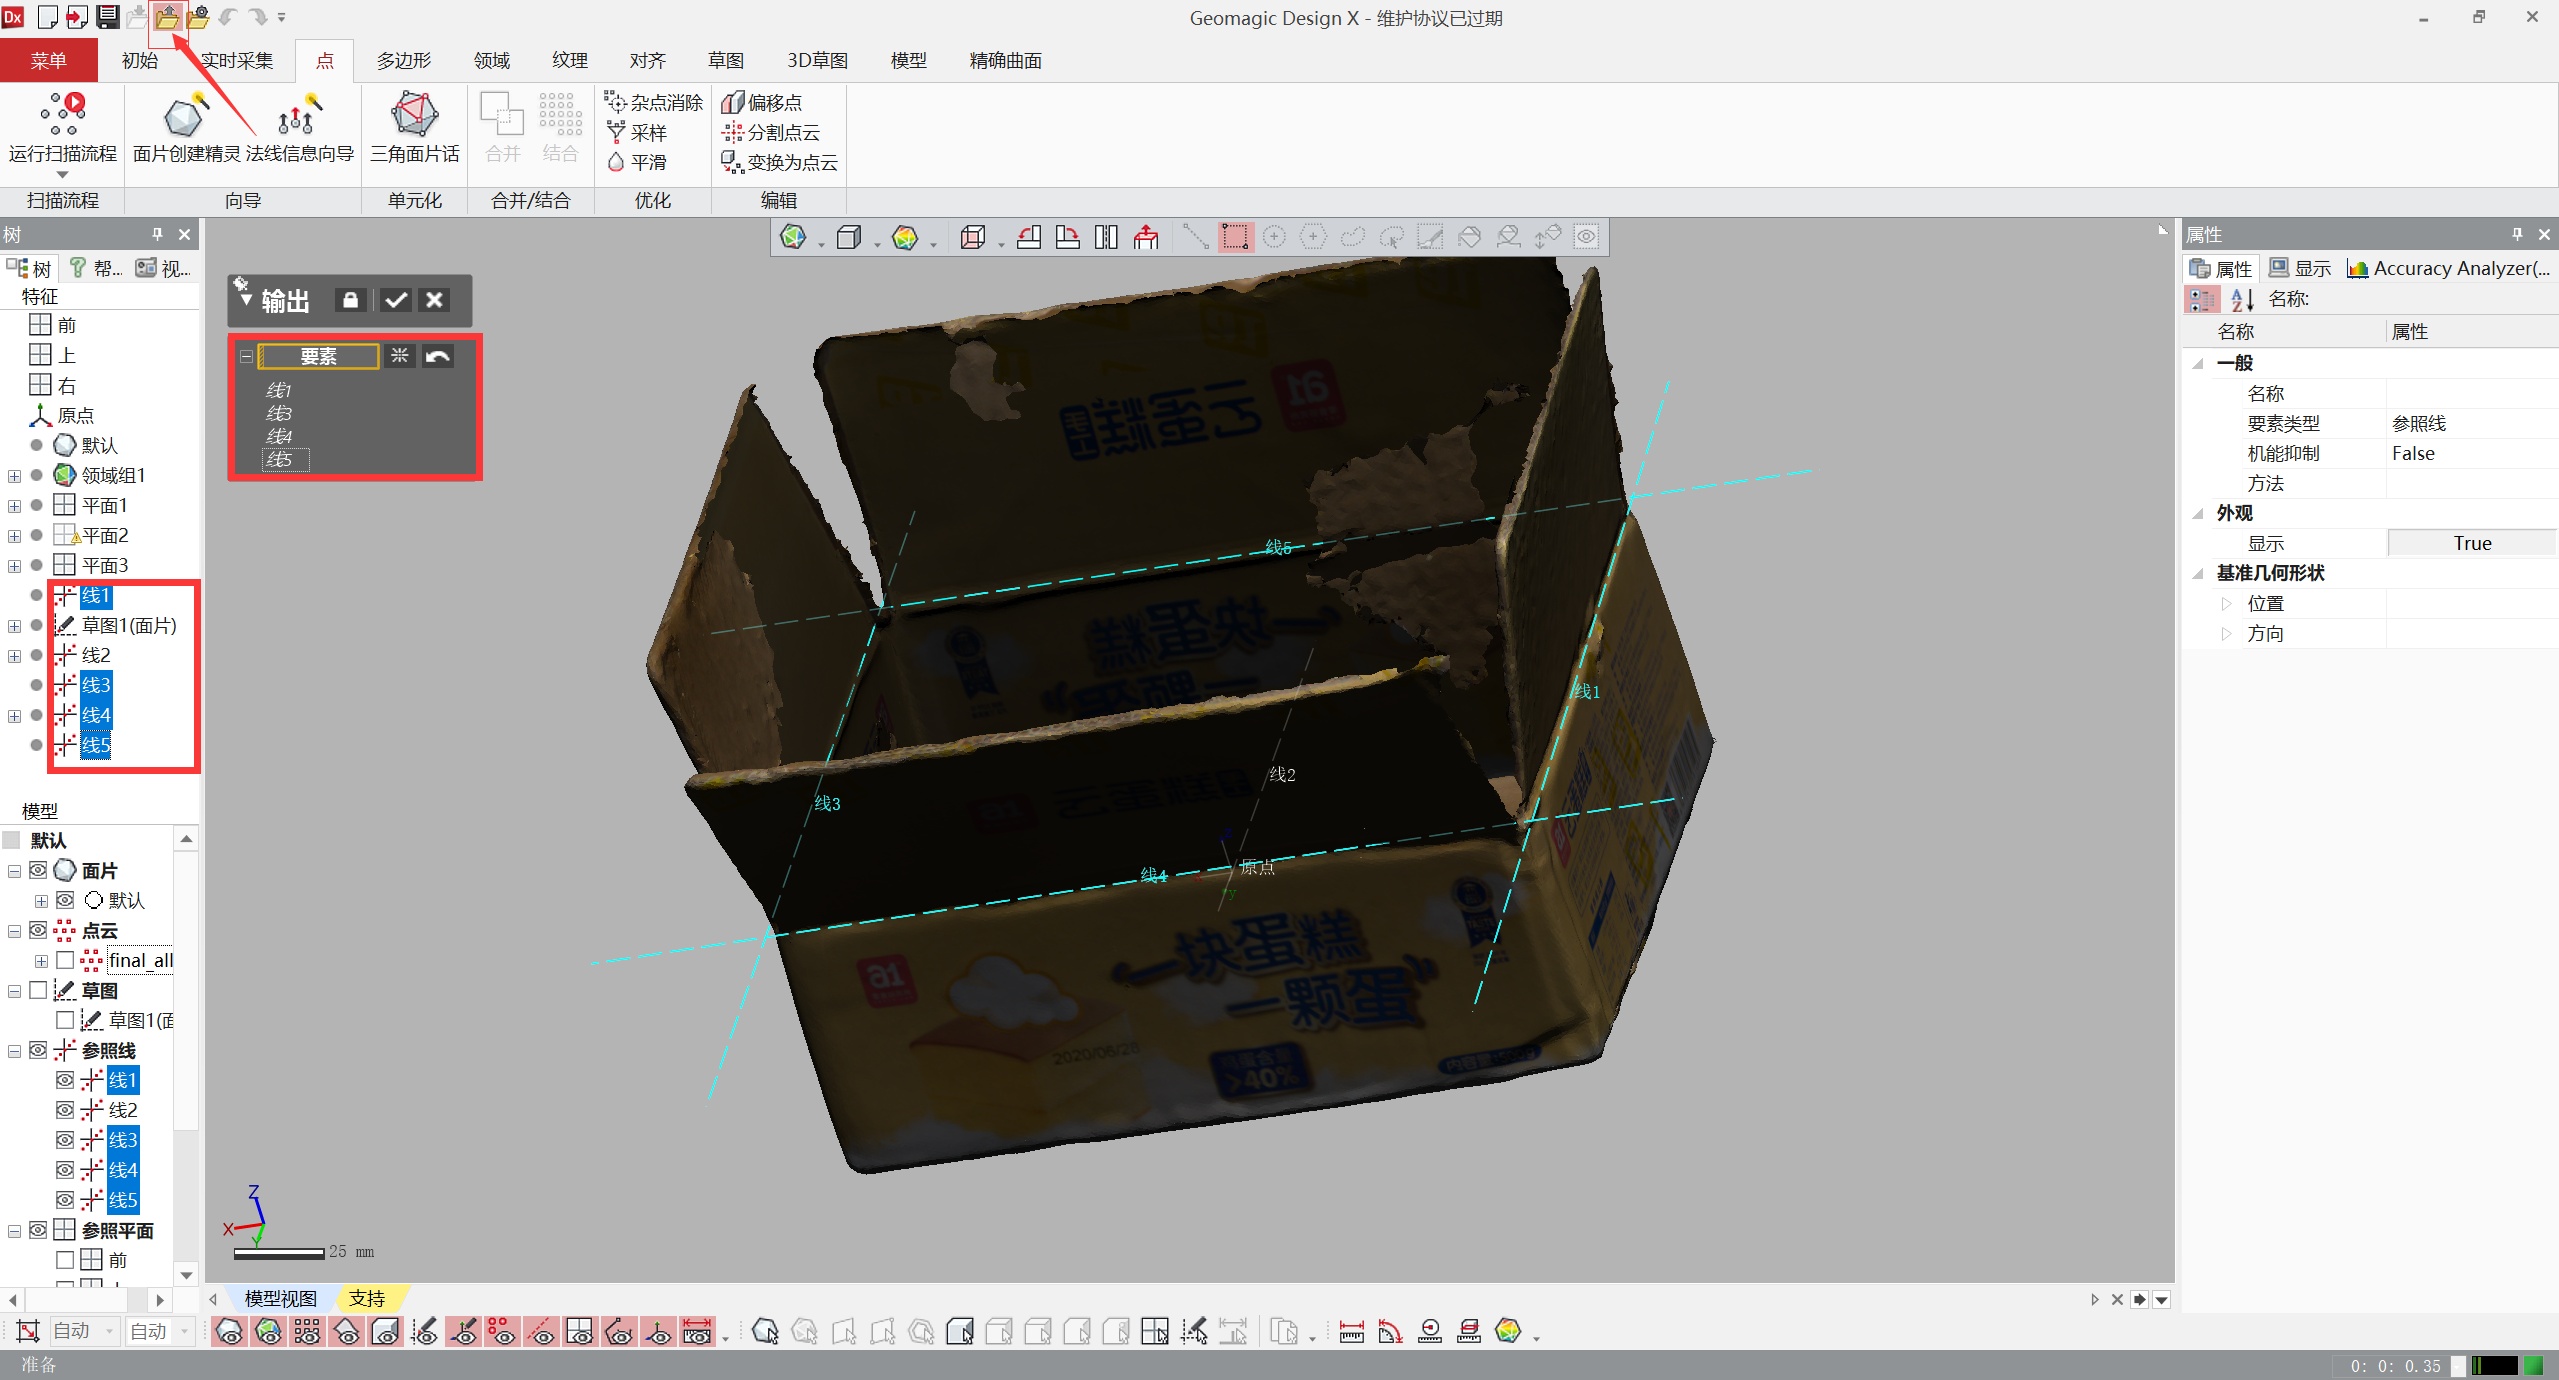 Dx
Geomagic Design X - 维护协议已过期
菜单
初始
实时采集
点
多边形
领域
纹理
对齐
草图
3D草图
模型
精确曲面
运行扫描流程
面片创建精灵
法线信息向导
三角面片话
合并
结合
杂点消除
采样
平滑
偏移点
分割点云
变换为点云
扫描流程
向导
单元化
合并/结合
优化
编辑
树
树
帮...
视...
特征
前
上
右
原点
默认
领域组1
平面1
平面2
平面3
线1
草图1(面片)
线2
线3
线4
线5
模型
默认
面片
默认
点云
final_all
草图
草图1(面
参照线
线1
线2
线3
线4
线5
参照平面
前
输出
要素
线1
线3
线4
线5
线5
线1
线2
线3
线4
原点
z
y
一块蛋糕
一颗蛋
2020/06/28
>40%
Z
X
Y
25 mm
属性
属性
显示
Accuracy Analyzer(...
名称:
名称
属性
一般
名称
要素类型
参照线
机能抑制
False
方法
外观
显示
True
基准几何形状
位置
方向
模型视图
支持
自动
自动
准备
0: 0: 0.35